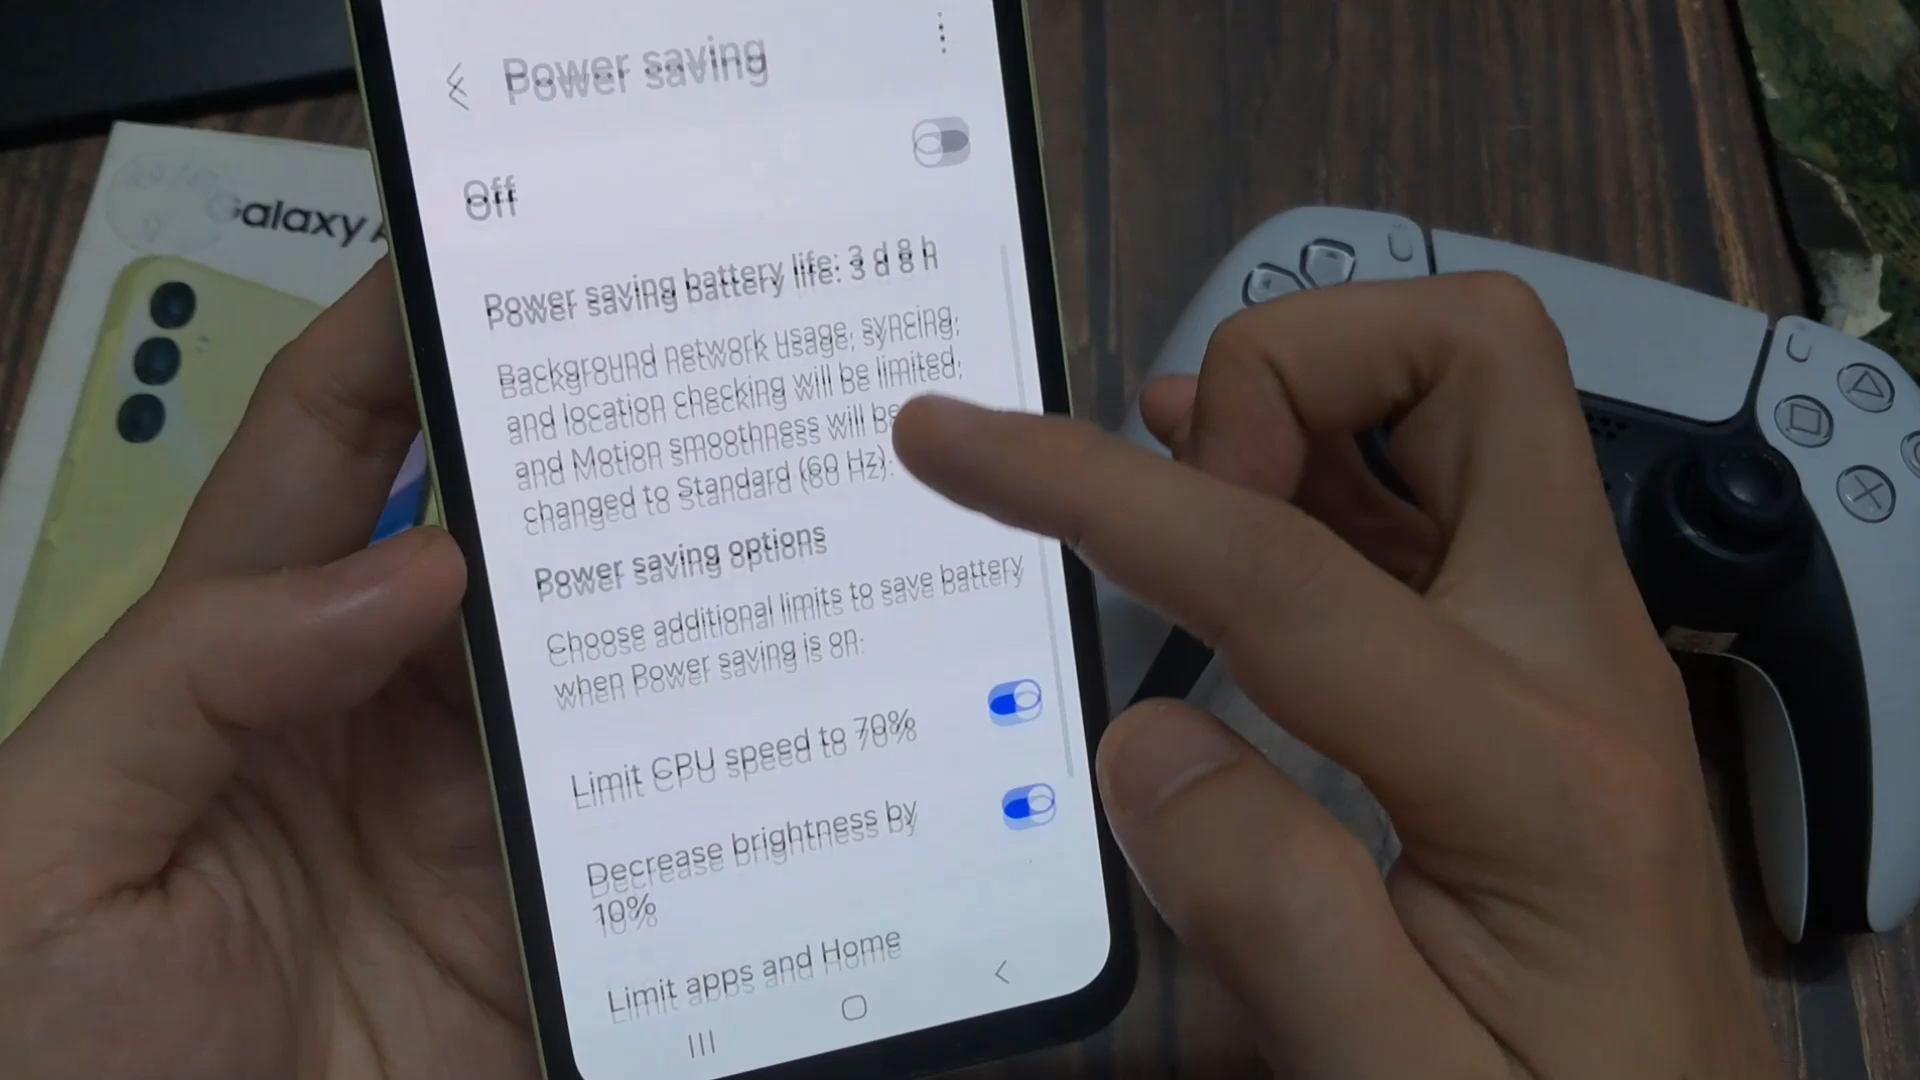 Power saving
Off
Power saving battery life: 3 d 8 h
Background network usage, syncing,
and location checking will be limited,
and Motion smoothness will be
changed to Standard (60 Hz).
Power saving options
Choose additional limits to save battery
when Power saving is on.
Limit CPU speed to 70%
Decrease brightness by
10%
Limit apps and Home
Galaxy A